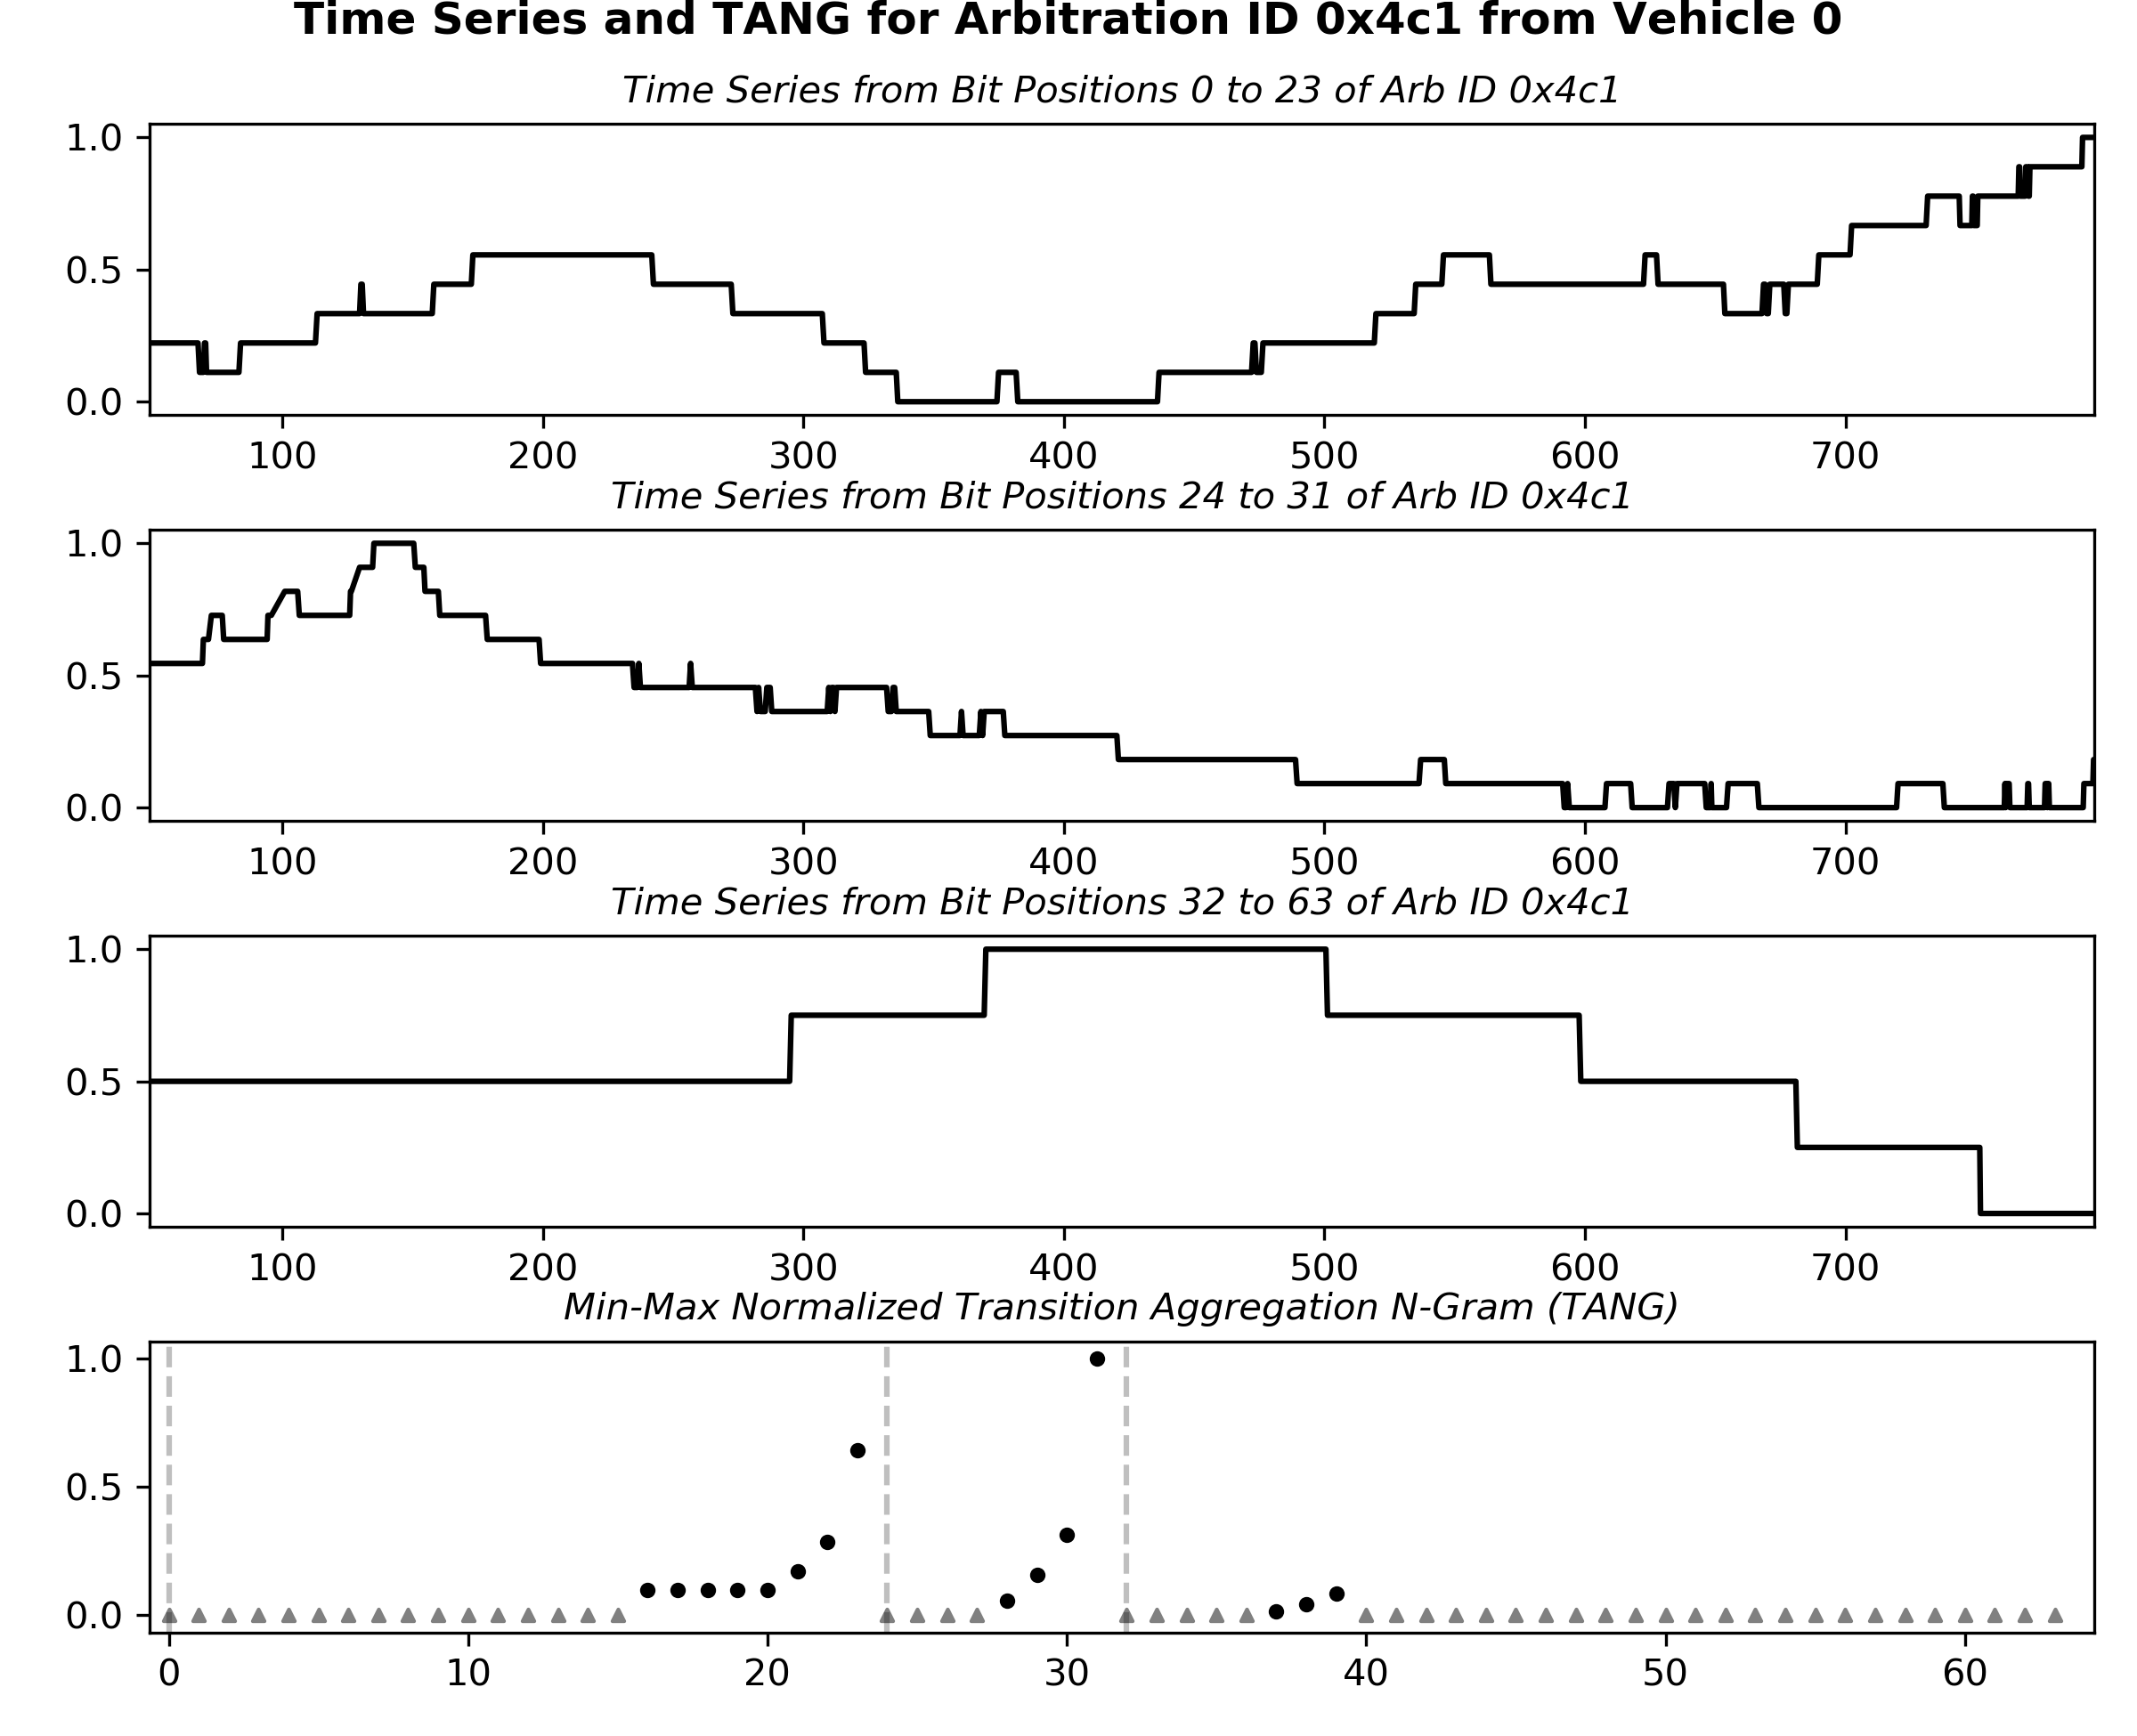 Time Series and TANG for Arbitration ID 0x4c1 from Vehicle 0
Time Series from Bit Positions 0 to 23 of Arb ID 0x4c1
1.0
0.5
0.0
100 200 300 400 500 600 700
Time Series from Bit Positions 24 to 31 of Arb ID 0x4c1
1.0
0.5
0.0
100 200 300 400 500 600 700
Time Series from Bit Positions 32 to 63 of Arb ID 0x4c1
1.0
0.5
0.0
100 200 300 400 500 600 700
Min-Max Normalized Transition Aggregation N-Gram (TANG)
1.0
0.5
0.0
0 10 20 30 40 50 60